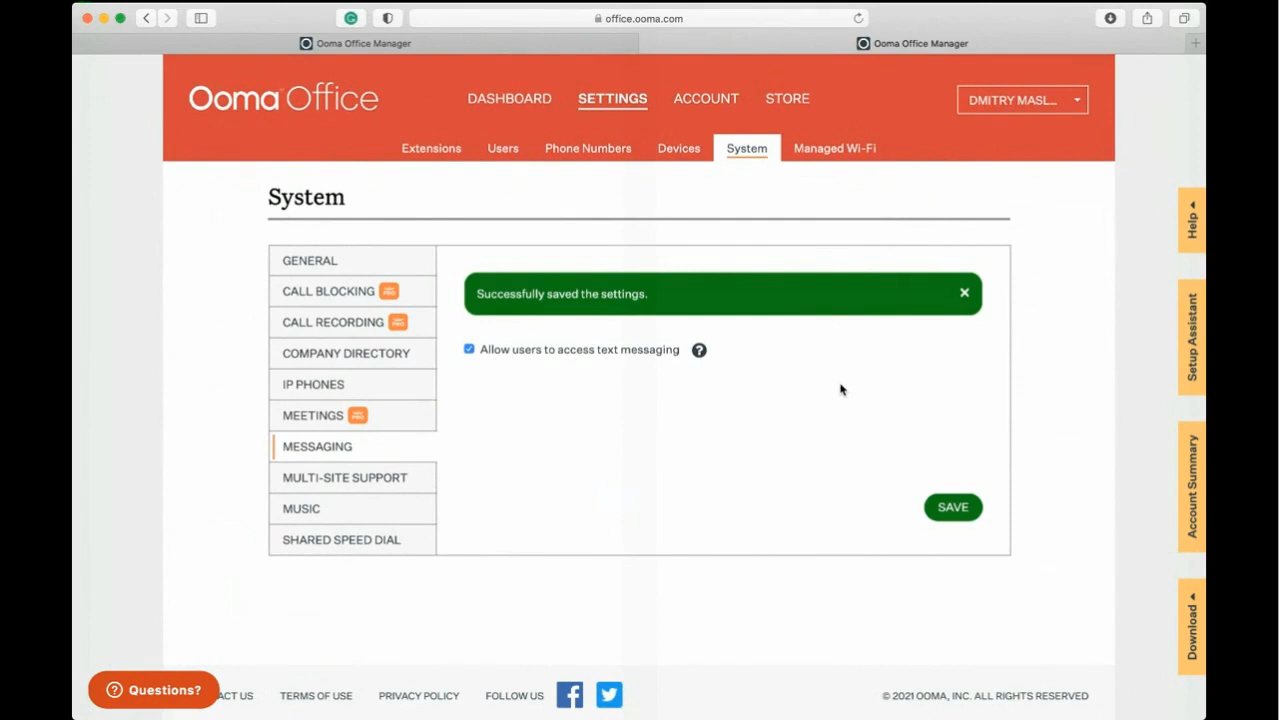 office.ooma.com
Ooma Office Manager
Ooma Office Manager
Ooma Office
DASHBOARD SETTINGS ACCOUNT STORE
DMITRY MASL...
Extensions Users Phone Numbers Devices System Managed Wi-Fi
System
GENERAL
CALL BLOCKING
CALL RECORDING
COMPANY DIRECTORY
IP PHONES
MEETINGS
MESSAGING
MULTI-SITE SUPPORT
MUSIC
SHARED SPEED DIAL
Successfully saved the settings.
Allow users to access text messaging ?
SAVE
Help
Setup Assistant
Account Summary
Download
? Questions?
ACT US TERMS OF USE PRIVACY POLICY FOLLOW US © 2021 OOMA, INC. ALL RIGHTS RESERVED